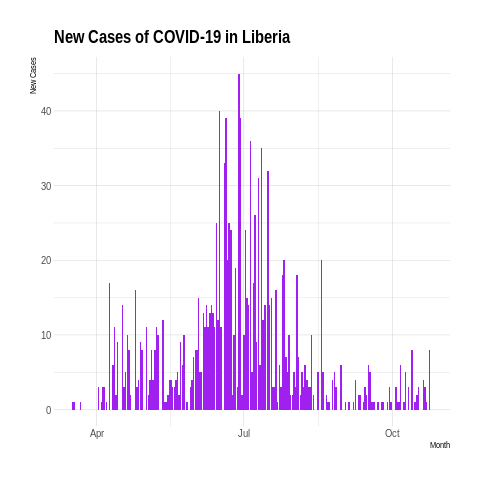 New Cases of COVID-19 in Liberia
New Cases
40
30
20
10
0
Apr
Jul
Oct
Month